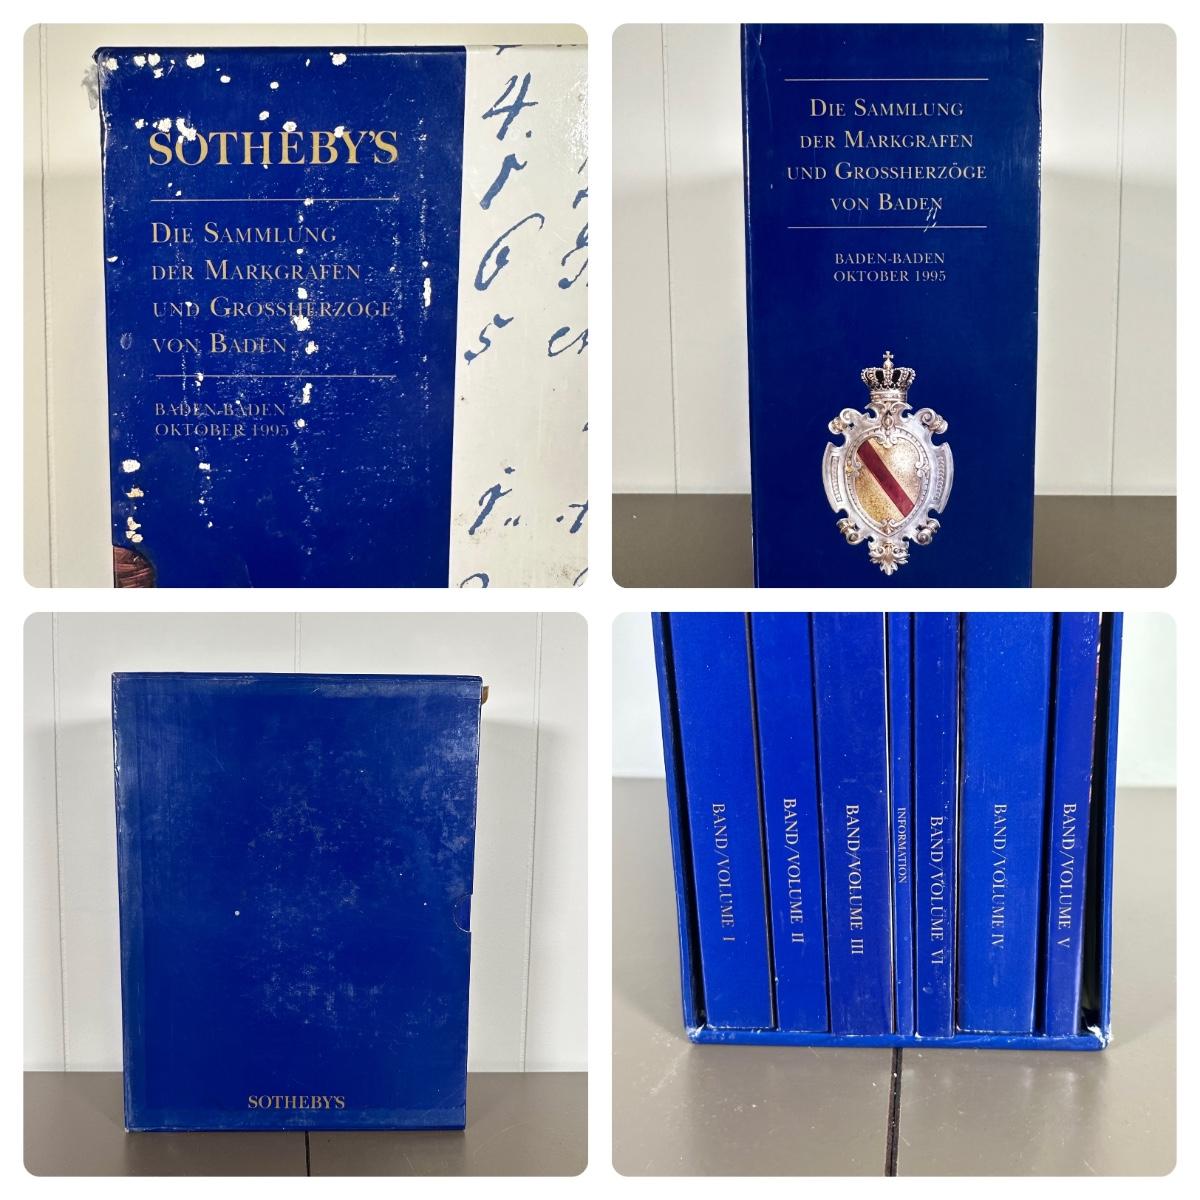 SOTHEBY'S
DIE SAMMLUNG
DER MARKGRAFEN
UND GROSSHERZÖGE
VON BADEN
BADEN-BADEN
OKTOBER 1995
4.
6
DIE SAMMLUNG
DER MARKGRAFEN
UND GROSSHERZÖGE
VON BADEN
BADEN-BADEN
OKTOBER 1995
SOTHEBY'S
BAND/VOLUME I
BAND/VOLUME II
BAND/VOLUME III
INFORMATION
BAND/VOLUME VI
BAND/VOLUME IV
BAND/VOLUME V